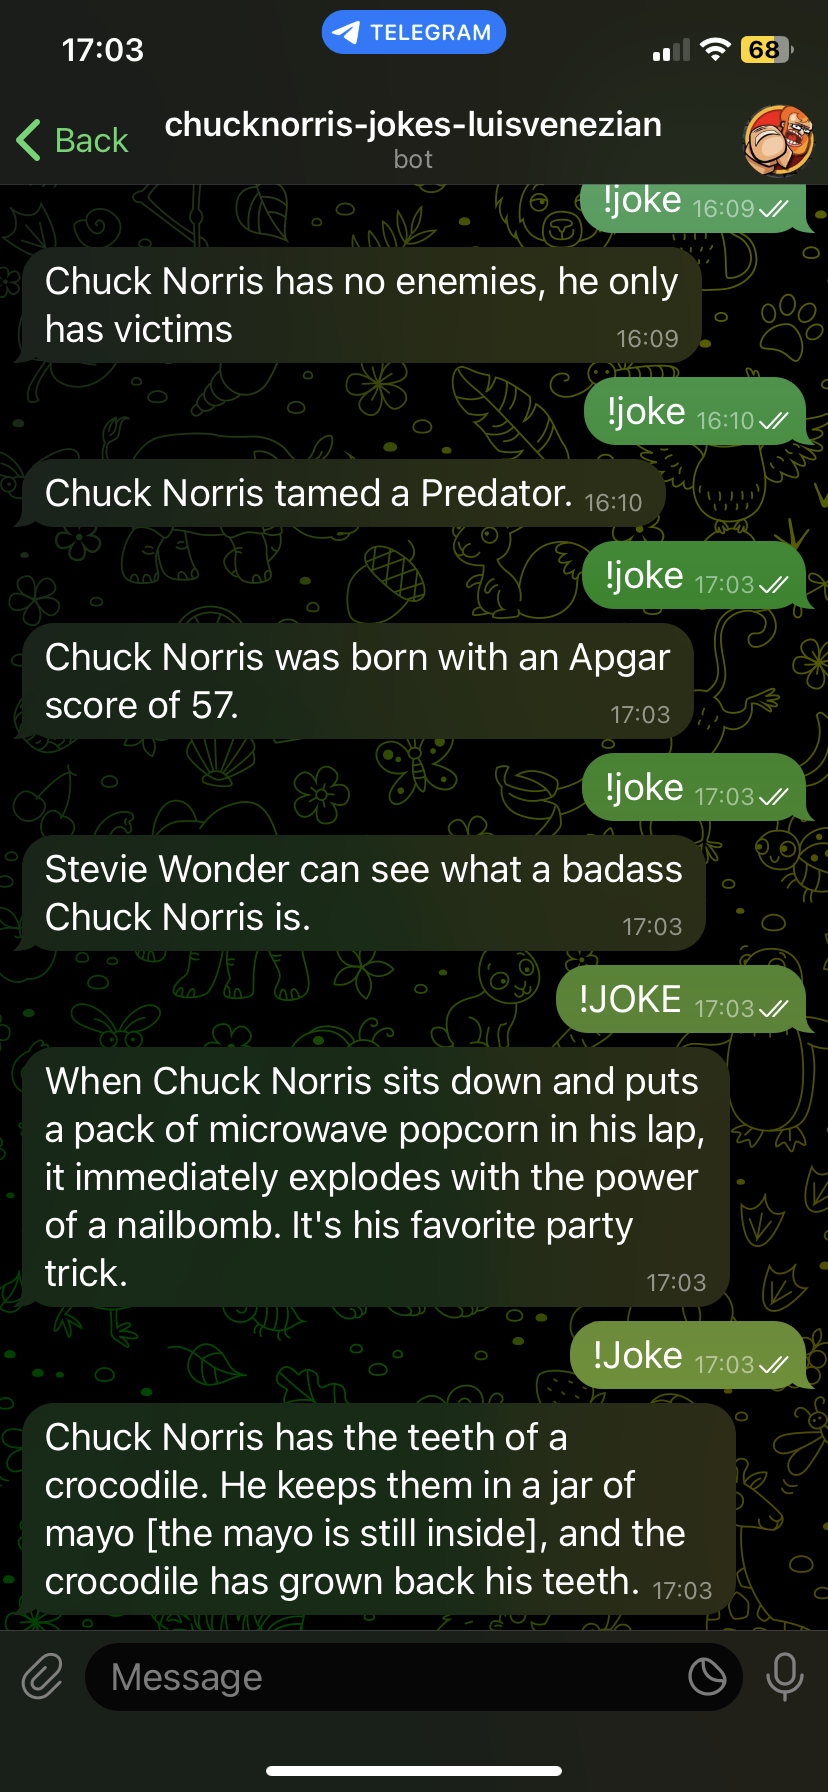 17:03
TELEGRAM
68
Back
chucknorris-jokes-luisvenezian
bot
!joke 16:09
Chuck Norris has no enemies, he only
has victims
16:09
!joke 16:10
Chuck Norris tamed a Predator. 16:10
!joke 17:03
Chuck Norris was born with an Apgar
score of 57.
17:03
!joke 17:03
Stevie Wonder can see what a badass
Chuck Norris is.
17:03
!JOKE 17:03
When Chuck Norris sits down and puts
a pack of microwave popcorn in his lap,
it immediately explodes with the power
of a nailbomb. It's his favorite party
trick.
17:03
!Joke 17:03
Chuck Norris has the teeth of a
crocodile. He keeps them in a jar of
mayo [the mayo is still inside], and the
crocodile has grown back his teeth. 17:03
Message